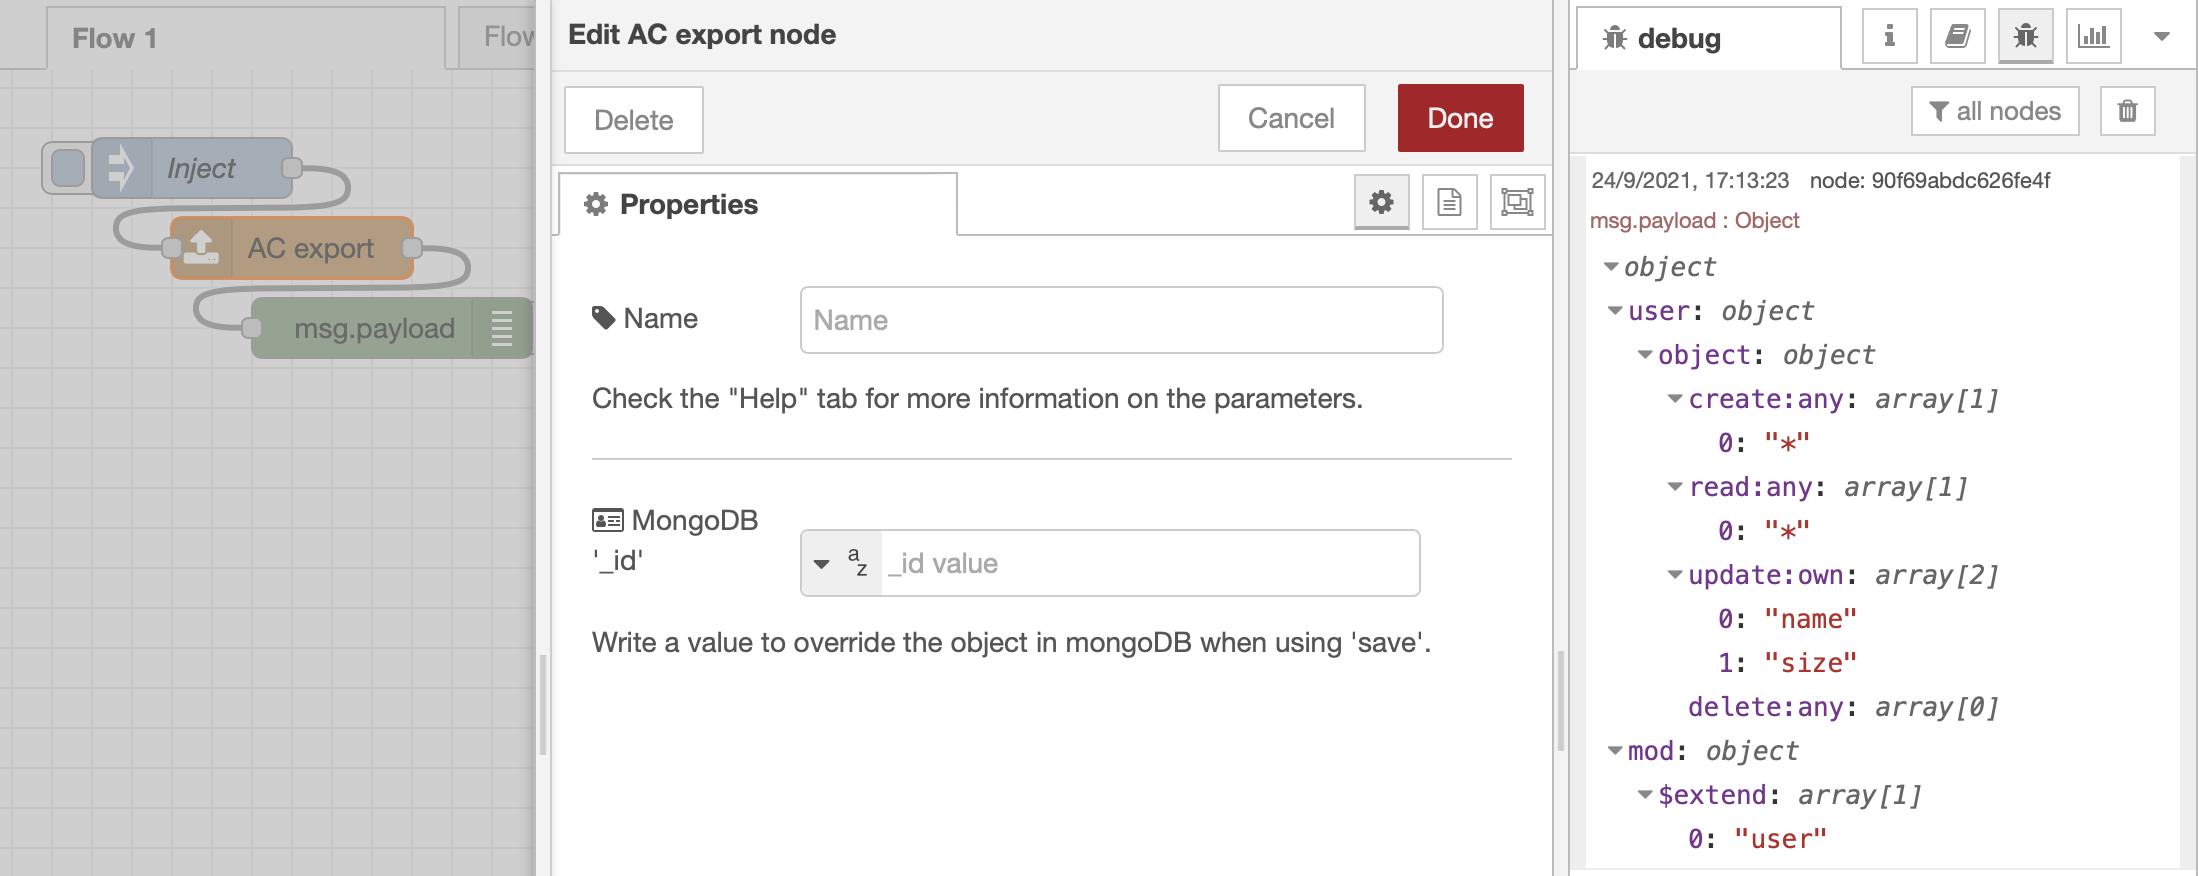 Flow 1
Flow
Inject
AC export
msg.payload
Edit AC export node
Delete
Cancel
Done
Properties
Name
Name
Check the "Help" tab for more information on the parameters.
MongoDB
'_id'
a
z
_id value
Write a value to override the object in mongoDB when using 'save'.
debug
i
all nodes
24/9/2021, 17:13:23 node: 90f69abdc626fe4f
msg.payload : Object
object
user: object
object: object
create:any: array[1]
0: "*"
read:any: array[1]
0: "*"
update:own: array[2]
0: "name"
1: "size"
delete:any: array[0]
mod: object
$extend: array[1]
0: "user"